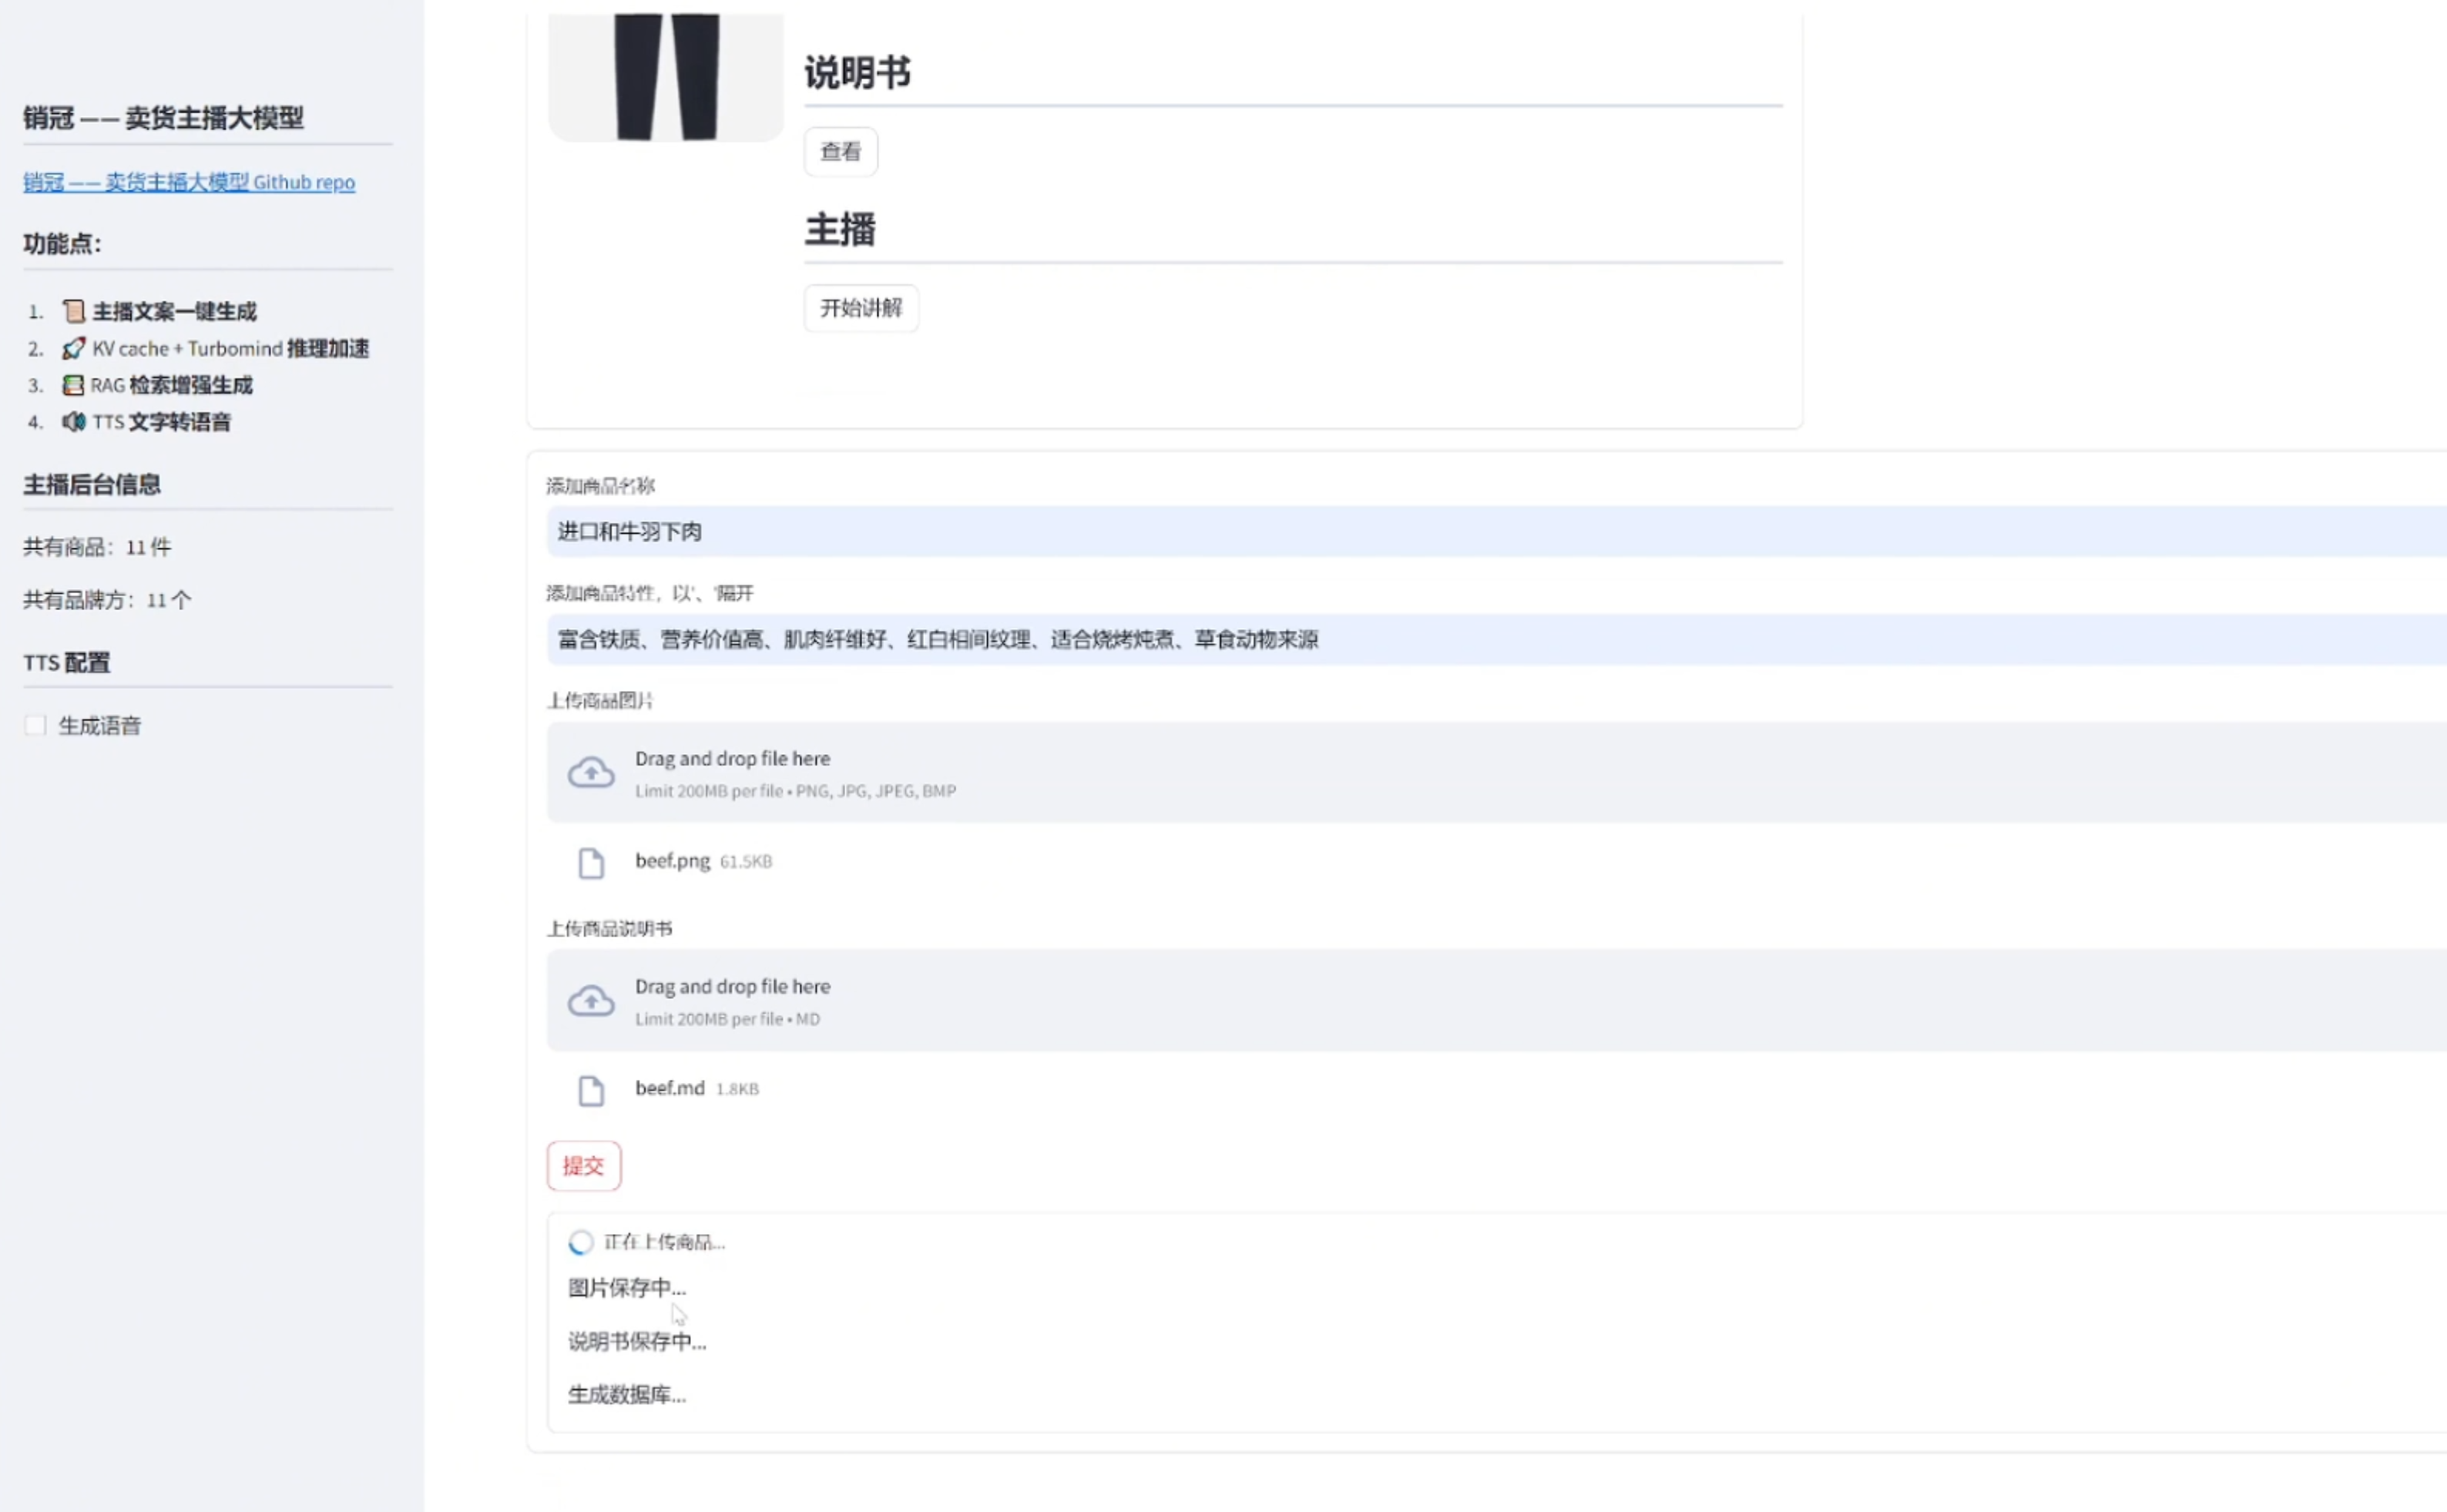 销冠 —— 卖货主播大模型
销冠 —— 卖货主播大模型 Github repo
功能点：
1. 📜 主播文案一键生成
2. 🚀 KV cache + Turbomind 推理加速
3. 📚 RAG 检索增强生成
4. 🔊 TTS 文字转语音
主播后台信息
共有商品：11 件
共有品牌方：11 个
TTS 配置
生成语音
说明书
查看
主播
开始讲解
添加商品名称
进口和牛羽下肉
添加商品特性，以'、'隔开
富含铁质、营养价值高、肌肉纤维好、红白相间纹理、适合烧烤炖煮、草食动物来源
上传商品图片
Drag and drop file here
Limit 200MB per file • PNG, JPG, JPEG, BMP
beef.png 61.5KB
上传商品说明书
Drag and drop file here
Limit 200MB per file • MD
beef.md 1.8KB
提交
正在上传商品...
图片保存中...
说明书保存中...
生成数据库...